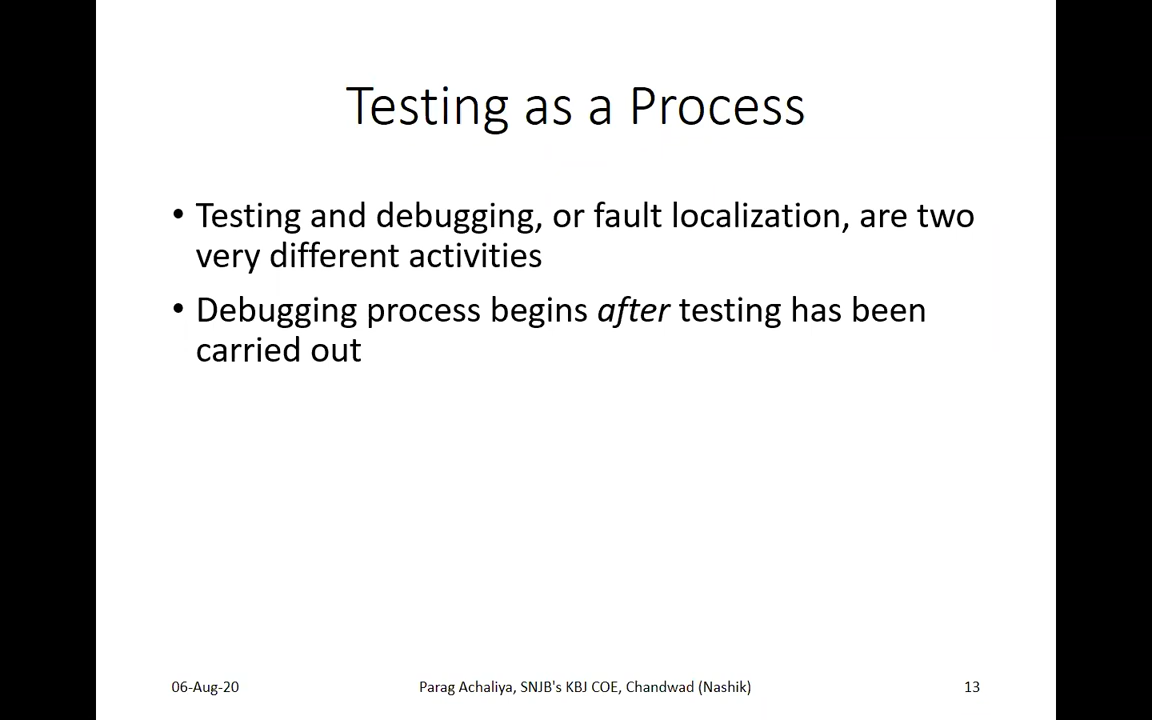 Testing as a Process
• Testing and debugging, or fault localization, are two
very different activities
• Debugging process begins after testing has been
carried out
06-Aug-20
Parag Achaliya, SNJB's KBJ COE, Chandwad (Nashik)
13